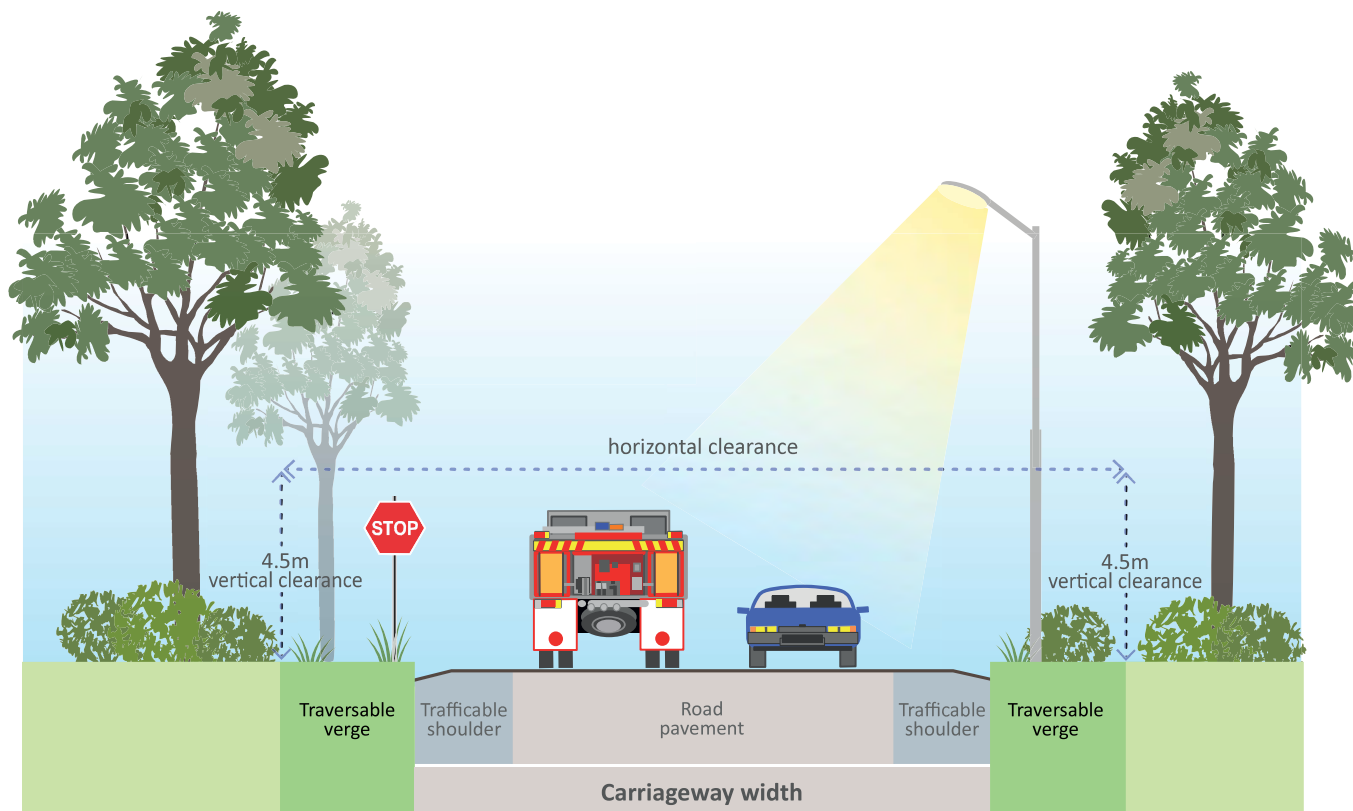 horizontal clearance
STOP
4.5m
vertical clearance
4.5m
vertical clearance
Traversable
verge
Trafficable
shoulder
Road
pavement
Trafficable
shoulder
Traversable
verge
Carriageway width